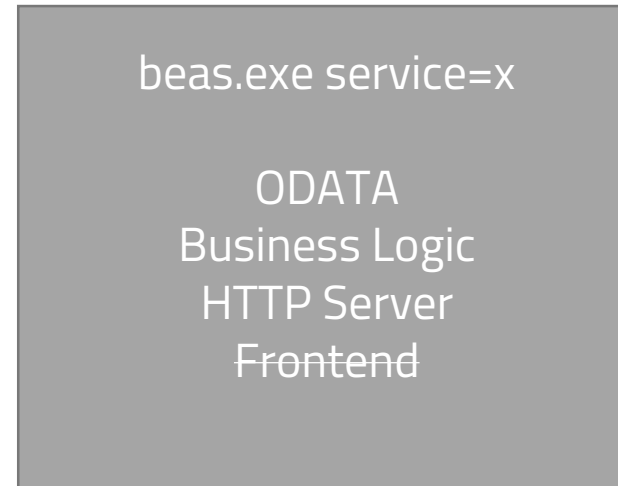 beas.exe service=x
ODATA
Business Logic
HTTP Server
Frontend